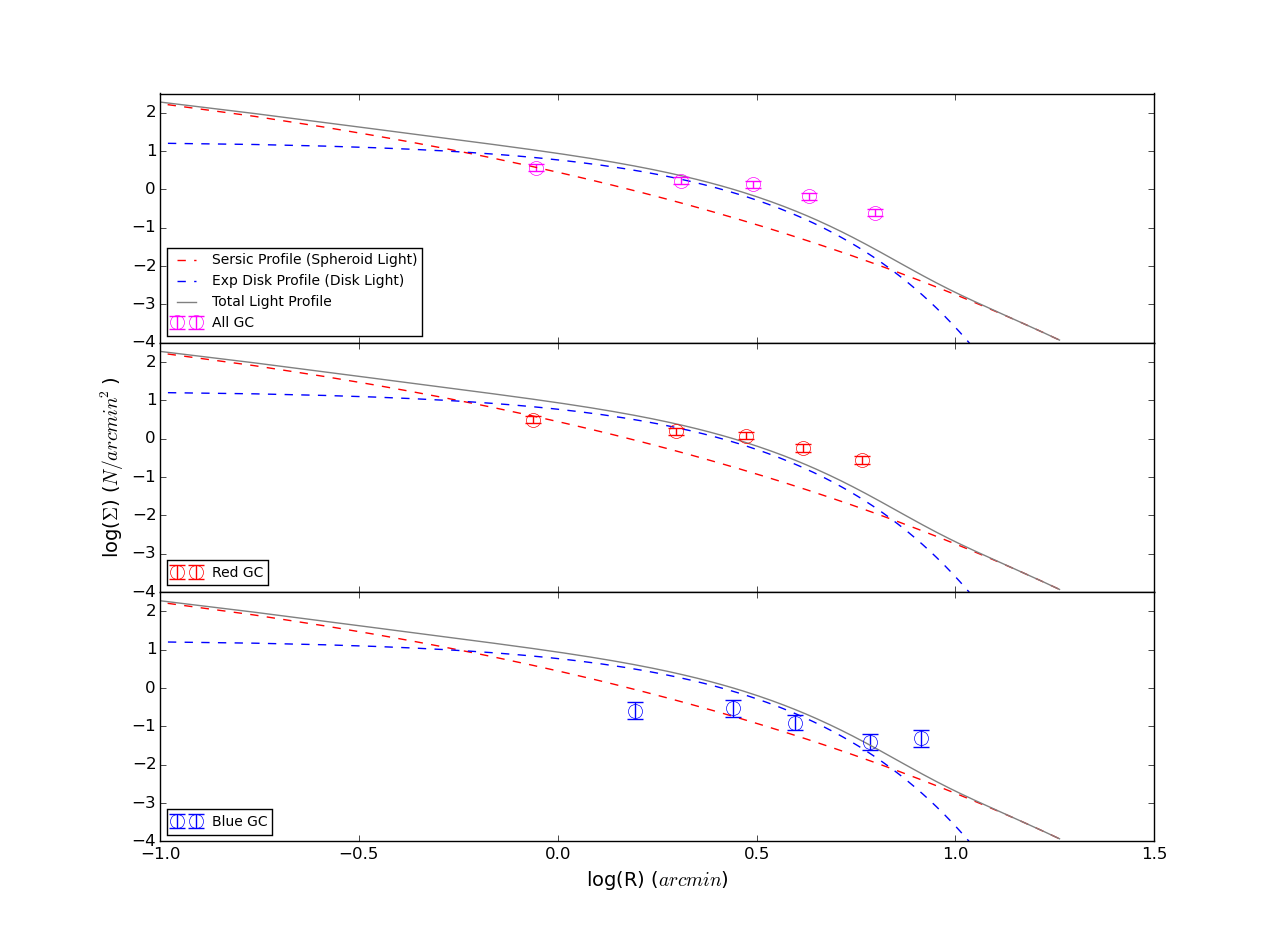 2
1
0
−1
−2
−3
−4
Sersic Profile (Spheroid Light)
Exp Disk Profile (Disk Light)
Total Light Profile
All GC
2
1
0
−1
−2
−3
−4
log(Σ) (N/arcmin²)
Red GC
2
1
0
−1
−2
−3
−4
Blue GC
−1.0 −0.5 0.0 0.5 1.0 1.5
log(R) (arcmin)